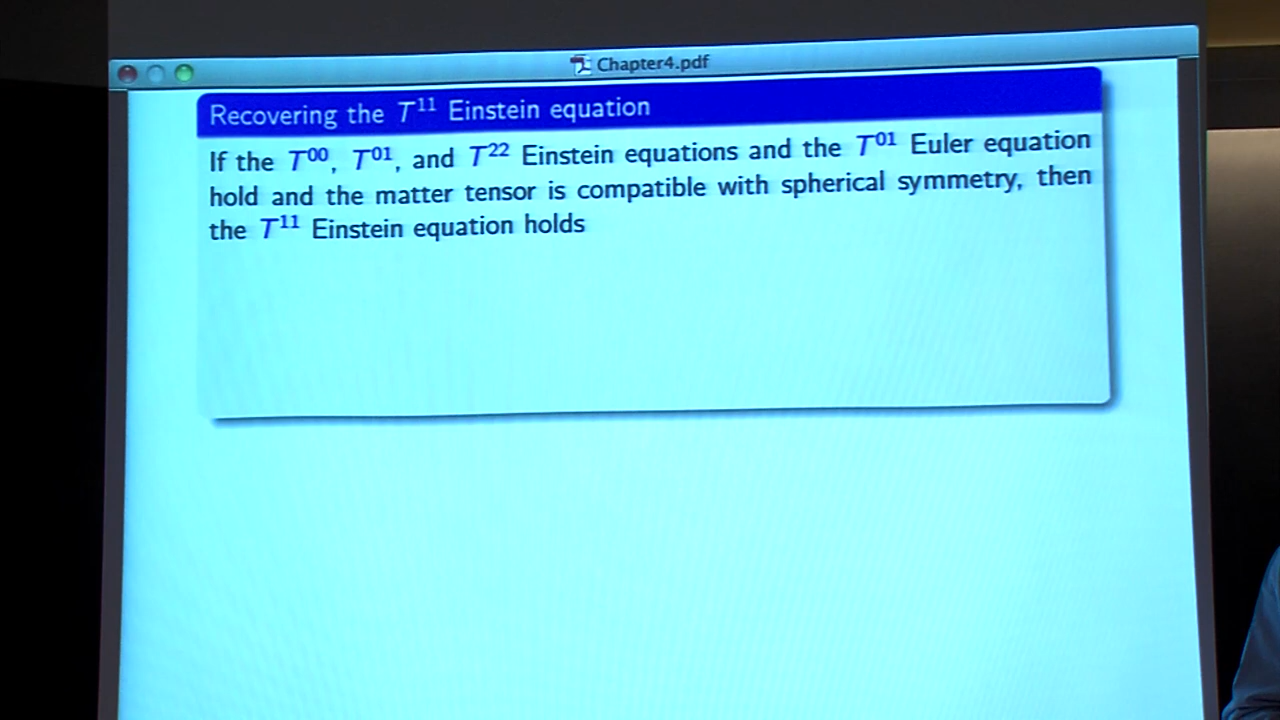 Chapter4.pdf
Recovering the T¹¹ Einstein equation
If the T⁰⁰, T⁰¹, and T²² Einstein equations and the T⁰¹ Euler equation
hold and the matter tensor is compatible with spherical symmetry, then
the T¹¹ Einstein equation holds